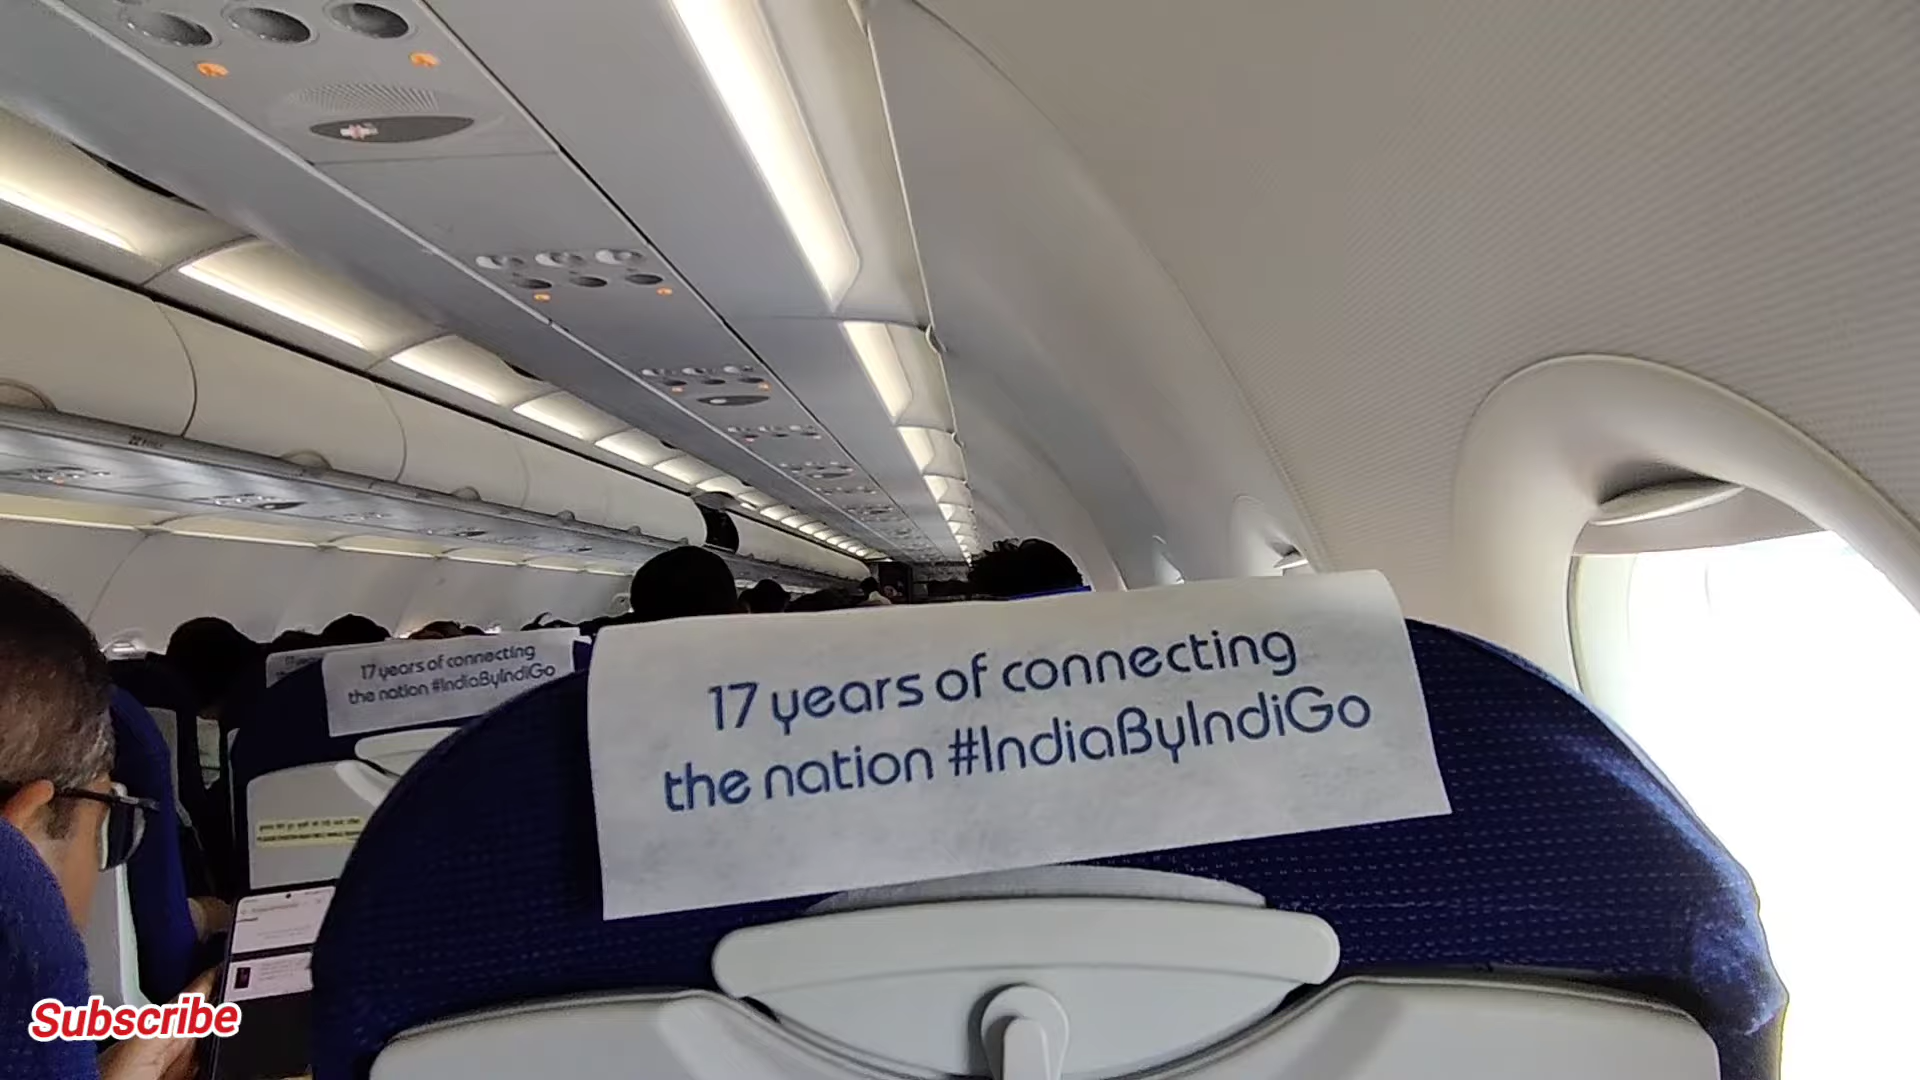 17 years of connecting
the nation #IndiaByIndiGo
17 years of connecting
the nation #IndiaByIndiGo
Subscribe